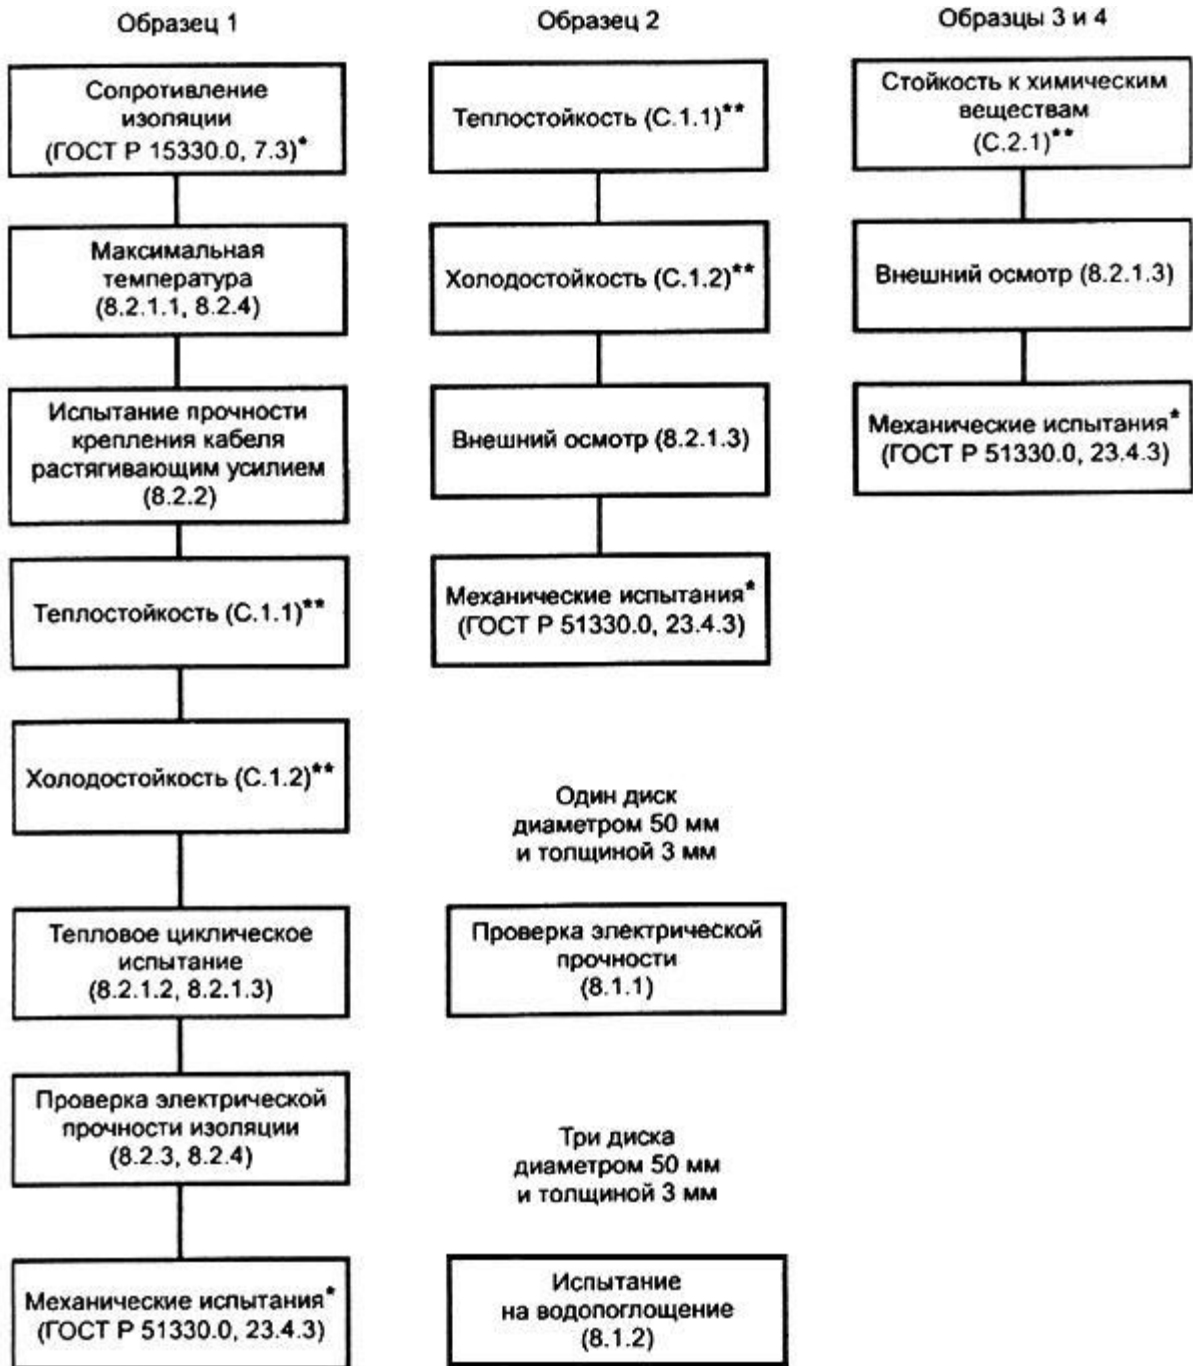 Образец 1
Сопротивление
изоляции
(ГОСТ Р 15330.0, 7.3)*
Максимальная
температура
(8.2.1.1, 8.2.4)
Испытание прочности
крепления кабеля
растягивающим усилием
(8.2.2)
Теплостойкость (С.1.1)**
Холодостойкость (С.1.2)**
Тепловое циклическое
испытание
(8.2.1.2, 8.2.1.3)
Проверка электрической
прочности изоляции
(8.2.3, 8.2.4)
Механические испытания*
(ГОСТ Р 51330.0, 23.4.3)
Образец 2
Теплостойкость (С.1.1)**
Холодостойкость (С.1.2)**
Внешний осмотр (8.2.1.3)
Механические испытания*
(ГОСТ Р 51330.0, 23.4.3)
Один диск
диаметром 50 мм
и толщиной 3 мм
Проверка электрической
прочности
(8.1.1)
Три диска
диаметром 50 мм
и толщиной 3 мм
Испытание
на водопоглощение
(8.1.2)
Образцы 3 и 4
Стойкость к химическим
веществам
(С.2.1)**
Внешний осмотр (8.2.1.3)
Механические испытания*
(ГОСТ Р 51330.0, 23.4.3)